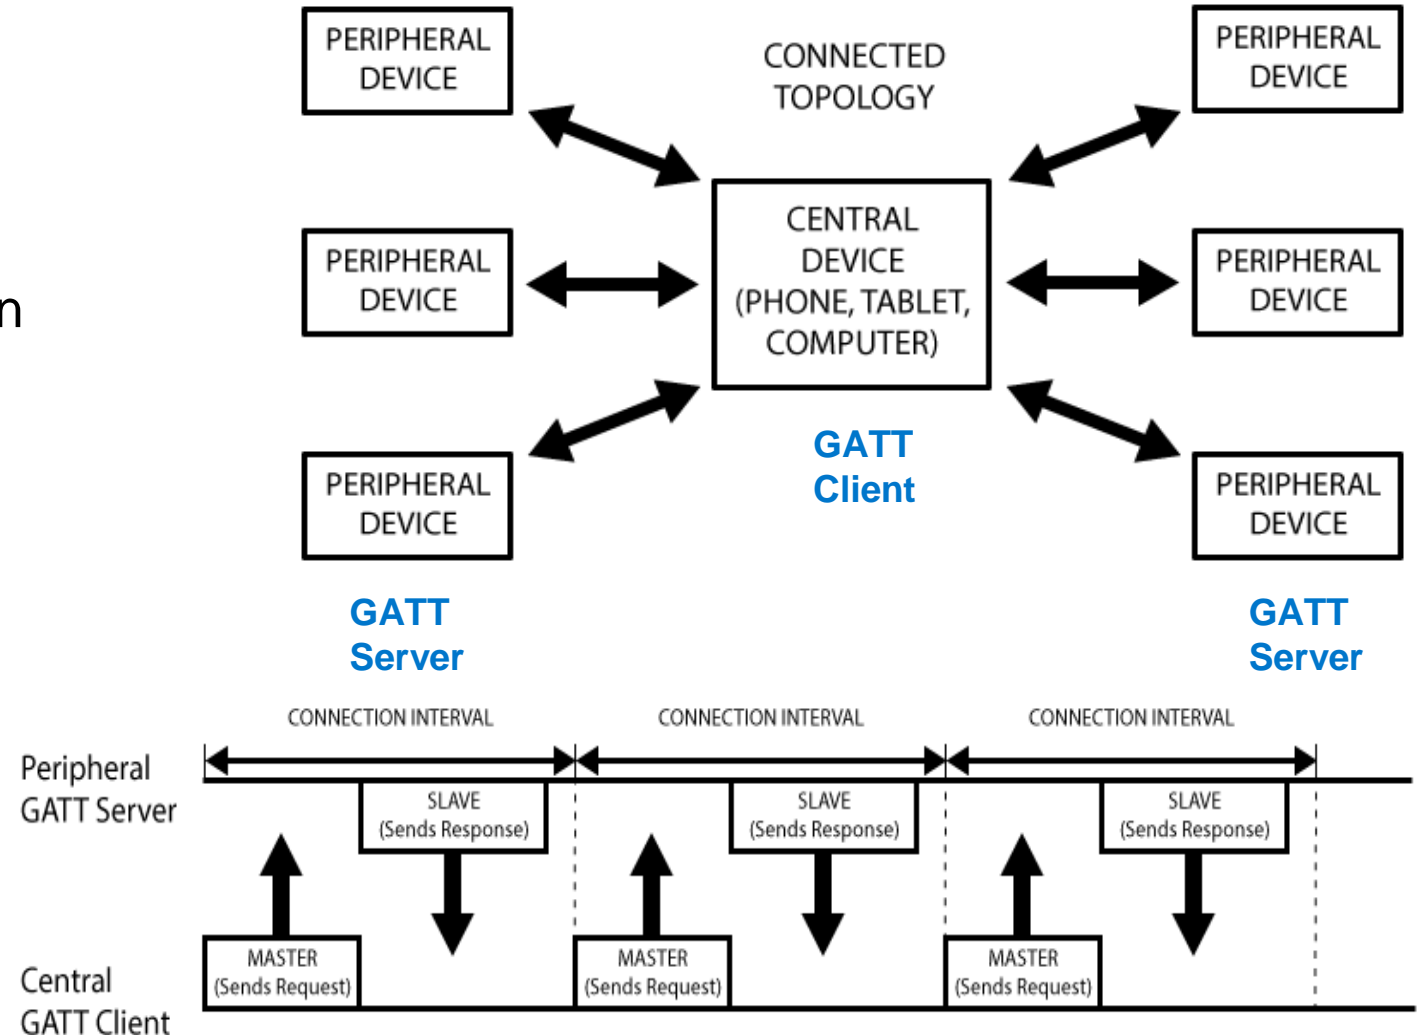 PERIPHERAL
DEVICE
CONNECTED
TOPOLOGY
PERIPHERAL
DEVICE
PERIPHERAL
DEVICE
CENTRAL
DEVICE
(PHONE, TABLET,
COMPUTER)
PERIPHERAL
DEVICE
n
PERIPHERAL
DEVICE
GATT
Client
PERIPHERAL
DEVICE
GATT
Server
GATT
Server
CONNECTION INTERVAL
CONNECTION INTERVAL
CONNECTION INTERVAL
Peripheral
GATT Server
SLAVE
(Sends Response)
SLAVE
(Sends Response)
SLAVE
(Sends Response)
MASTER
(Sends Request)
MASTER
(Sends Request)
MASTER
(Sends Request)
Central
GATT Client